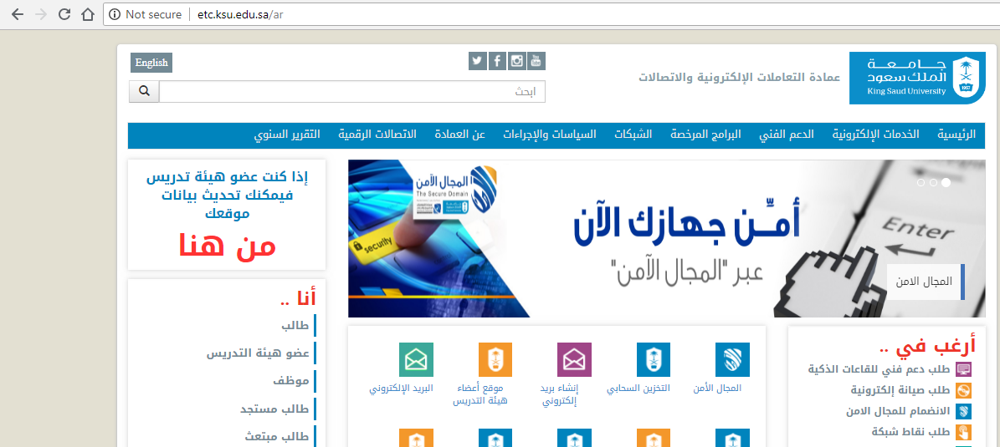 Not secure | etc.ksu.edu.sa/ar
English
جامعة
الملك سعود
King Saud University
1957
عمادة التعاملات الإلكترونية والاتصالات
ابحث
الرئيسية
الخدمات الإلكترونية
الدعم الفني
البرامج المرخصة
الشبكات
السياسات والإجراءات
عن العمادة
الاتصالات الرقمية
التقرير السنوي
إذا كنت عضو هيئة تدريس
فيمكنك تحديث بيانات
موقعك
من هنا
المجال الآمن
The Secure Domain
security
أمّن جهازك الآن
عبر "المجال الآمن"
Enter
المجال الامن
أنا ..
طالب
عضو هيئة التدريس
موظف
طالب مستجد
طالب مبتعث
المجال الأمن
التخزين السحابي
إنشاء بريد
إلكتروني
موقع أعضاء
هيئة التدريس
البريد الإلكتروني
أرغب في ..
طلب دعم فني للقاعات الذكية
طلب صيانة إلكترونية
الانضمام للمجال الامن
طلب نقاط شبكة